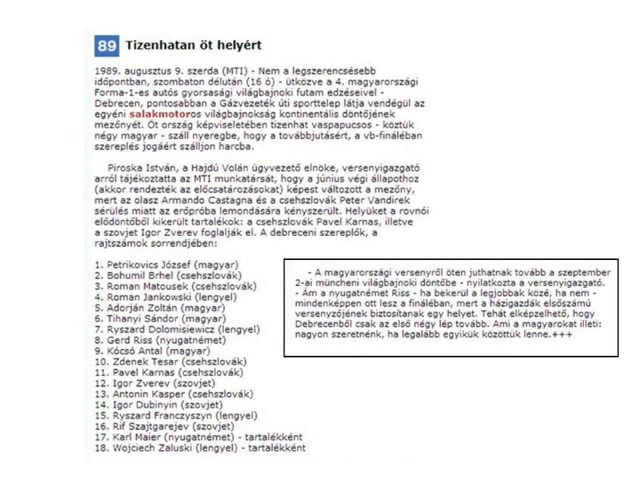 89 Tizenhatan öt helyért
1989. augusztus 9. szerda (MTI) - Nem a legszerencsésebb
időpontban, szombaton délután (16 ó) - ütközve a 4. magyarországi
Forma-1-es autós gyorsasági világbajnoki futam edzéseivel -
Debrecen, pontosabban a Gázvezeték úti sporttelep látja vendégül az
egyéni salakmotoros világbajnokság kontinentális döntőjének
mezőnyét. Öt ország képviseletében tizenhat vaspapucsos - köztük
négy magyar - száll nyeregbe, hogy a továbbjutásért, a vb-fináléban
szereplés jogáért szálljon harcba.
Piroska István, a Hajdú Volán ügyvezető elnöke, versenyigazgató
arról tájékoztatta az MTI munkatársát, hogy a június végi állapothoz
(akkor rendezték az előcsatározásokat) képest változott a mezőny,
mert az olasz Armando Castagna és a csehszlovák Peter Vandirek
sérülés miatt az erőpróba lemondására kényszerült. Helyüket a rovnói
elődöntőből kikerült tartalékok: a csehszlovák Pavel Karnas, illetve
a szovjet Igor Zverev foglalják el. A debreceni szereplők, a
rajtszámok sorrendjében:
1. Petrikovics József (magyar)
2. Bohumil Brhel (csehszlovák)
3. Roman Matousek (csehszlovák)
4. Roman Jankowski (lengyel)
5. Adorján Zoltán (magyar)
6. Tihanyi Sándor (magyar)
7. Ryszard Dolomisiewicz (lengyel)
8. Gerd Riss (nyugatnémet)
9. Kócsó Antal (magyar)
10. Zdenek Tesar (csehszlovák)
11. Pavel Karnas (csehszlovák)
12. Igor Zverev (szovjet)
13. Antonin Kasper (csehszlovák)
14. Igor Dubinyin (szovjet)
15. Ryszard Franczyszyn (lengyel)
16. Rif Szajtgarejev (szovjet)
17. Karl Maier (nyugatnémet) - tartalékként
18. Wojciech Zaluski (lengyel) - tartalékként
- A magyarországi versenyről öten juthatnak tovább a szeptember
2-ai müncheni világbajnoki döntőbe - nyilatkozta a versenyigazgató.
- Ám a nyugatnémet Riss - ha bekerül a legjobbak közé, ha nem -
mindenképpen ott lesz a fináléban, mert a házigazdák elsőszámú
versenyzőjének biztosítanak egy helyet. Tehát elképzelhető, hogy
Debrecenből csak az első négy lép tovább. Ami a magyarokat illeti:
nagyon szeretnénk, ha legalább egyikük közöttük lenne.+++